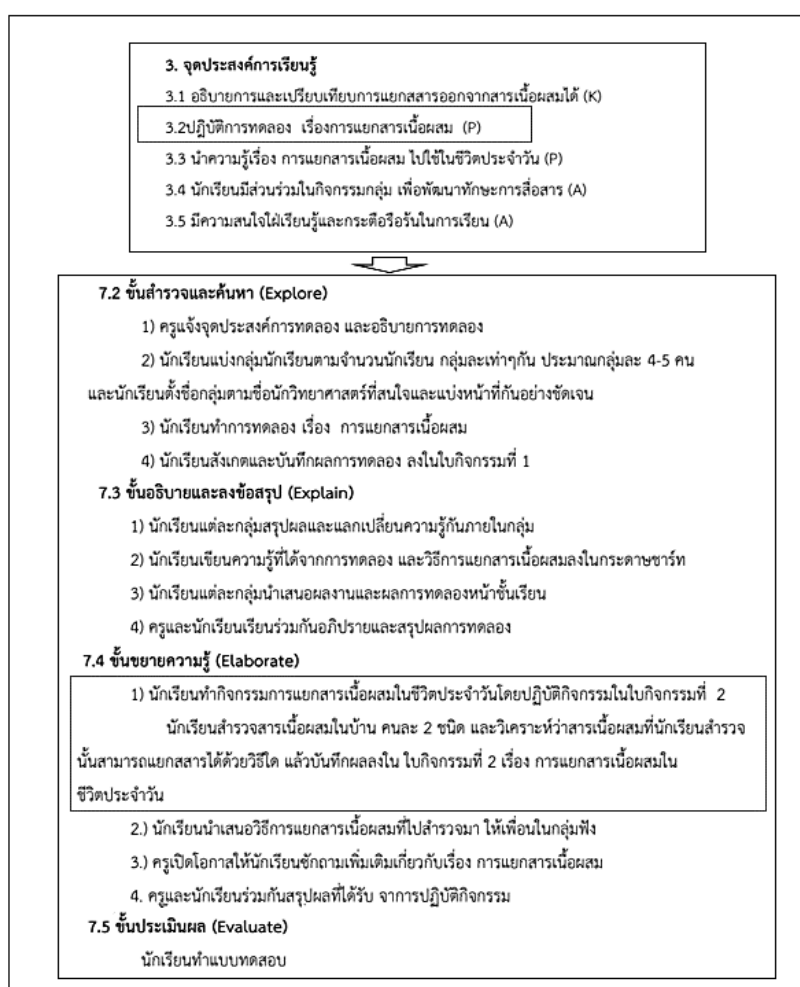 3. จุดประสงค์การเรียนรู้
3.1 อธิบายการและเปรียบเทียบการแยกสสารออกจากสารเนื้อผสมได้ (K)
3.2ปฏิบัติการทดลอง เรื่องการแยกสารเนื้อผสม (P)
3.3 นำความรู้เรื่อง การแยกสารเนื้อผสม ไปใช้ในชีวิตประจำวัน (P)
3.4 นักเรียนมีส่วนร่วมในกิจกรรมกลุ่ม เพื่อพัฒนาทักษะการสื่อสาร (A)
3.5 มีความสนใจใฝ่เรียนรู้และกระตือรือร้นในการเรียน (A)
7.2 ขั้นสำรวจและค้นหา (Explore)
1) ครูแจ้งจุดประสงค์การทดลอง และอธิบายการทดลอง
2) นักเรียนแบ่งกลุ่มนักเรียนตามจำนวนนักเรียน กลุ่มละเท่าๆกัน ประมาณกลุ่มละ 4-5 คน
และนักเรียนตั้งชื่อกลุ่มตามชื่อนักวิทยาศาสตร์ที่สนใจและแบ่งหน้าที่กันอย่างชัดเจน
3) นักเรียนทำการทดลอง เรื่อง การแยกสารเนื้อผสม
4) นักเรียนสังเกตและบันทึกผลการทดลอง ลงในใบกิจกรรมที่ 1
7.3 ขั้นอธิบายและลงข้อสรุป (Explain)
1) นักเรียนแต่ละกลุ่มสรุปผลและแลกเปลี่ยนความรู้กันภายในกลุ่ม
2) นักเรียนเขียนความรู้ที่ได้จากการทดลอง และวิธีการแยกสารเนื้อผสมลงในกระดาษชาร์ท
3) นักเรียนแต่ละกลุ่มนำเสนอผลงานและผลการทดลองหน้าชั้นเรียน
4) ครูและนักเรียนเรียนร่วมกันอภิปรายและสรุปผลการทดลอง
7.4 ขั้นขยายความรู้ (Elaborate)
1) นักเรียนทำกิจกรรมการแยกสารเนื้อผสมในชีวิตประจำวันโดยปฏิบัติกิจกรรมในใบกิจกรรมที่ 2
นักเรียนสำรวจสารเนื้อผสมในบ้าน คนละ 2 ชนิด และวิเคราะห์ว่าสารเนื้อผสมที่นักเรียนสำรวจ
นั้นสามารถแยกสสารได้ด้วยวิธีใด แล้วบันทึกผลลงใน ใบกิจกรรมที่ 2 เรื่อง การแยกสารเนื้อผสมใน
ชีวิตประจำวัน
2.) นักเรียนนำเสนอวิธีการแยกสารเนื้อผสมที่ไปสำรวจมา ให้เพื่อนในกลุ่มฟัง
3.) ครูเปิดโอกาสให้นักเรียนซักถามเพิ่มเติมเกี่ยวกับเรื่อง การแยกสารเนื้อผสม
4. ครูและนักเรียนร่วมกันสรุปผลที่ได้รับ จาการปฏิบัติกิจกรรม
7.5 ขั้นประเมินผล (Evaluate)
นักเรียนทำแบบทดสอบ